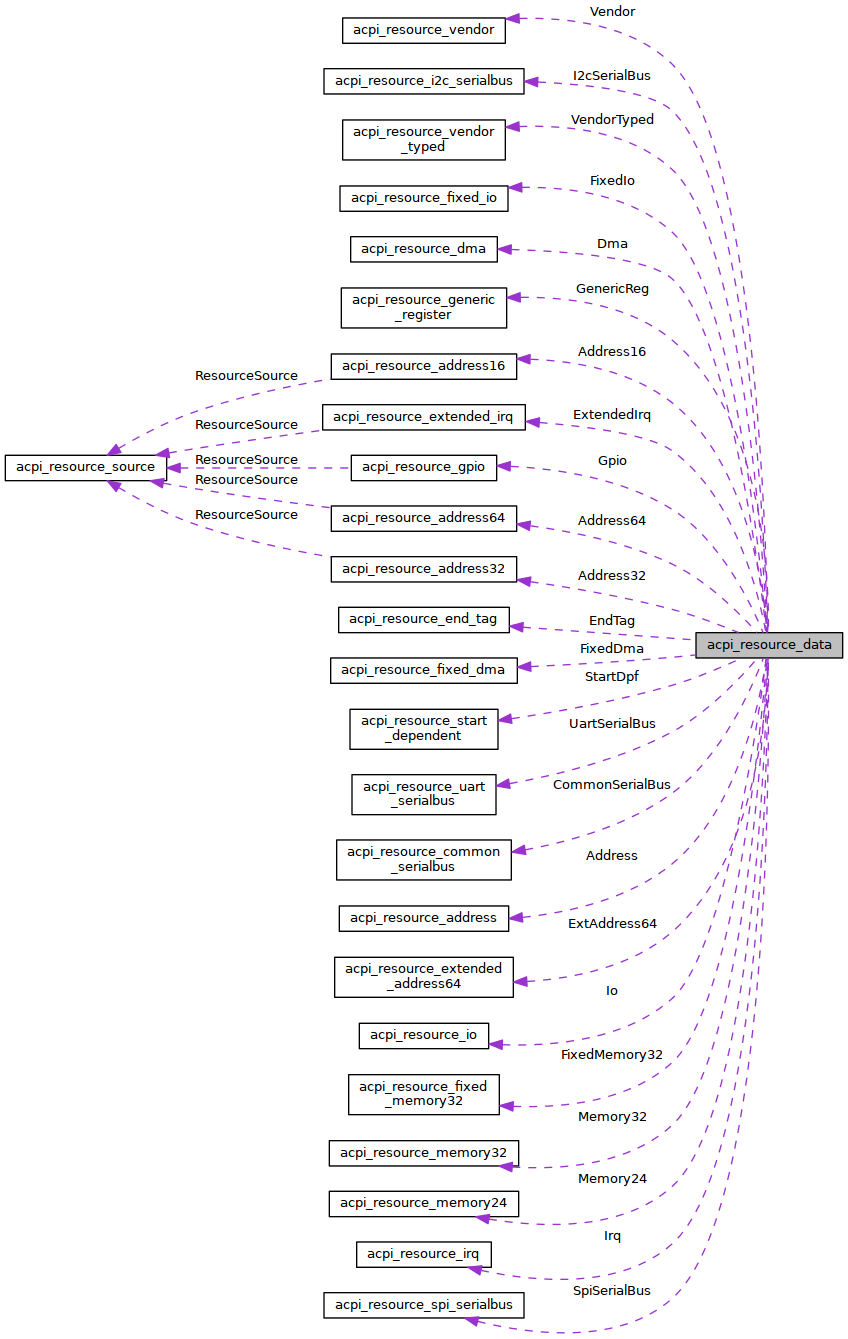 Vendor
acpi_resource_vendor
I2cSerialBus
acpi_resource_i2c_serialbus
VendorTyped
acpi_resource_vendor
_typed
FixedIo
acpi_resource_fixed_io
Dma
acpi_resource_dma
GenericReg
acpi_resource_generic
_register
Address16
acpi_resource_address16
ResourceSource
ExtendedIrq
acpi_resource_extended_irq
ResourceSource
Gpio
acpi_resource_source
ResourceSource
acpi_resource_gpio
ResourceSource
Address64
acpi_resource_address64
ResourceSource
Address32
acpi_resource_address32
EndTag
acpi_resource_end_tag
acpi_resource_data
FixedDma
acpi_resource_fixed_dma
StartDpf
acpi_resource_start
_dependent
UartSerialBus
acpi_resource_uart
_serialbus
CommonSerialBus
acpi_resource_common
_serialbus
Address
acpi_resource_address
ExtAddress64
acpi_resource_extended
_address64
Io
acpi_resource_io
FixedMemory32
acpi_resource_fixed
_memory32
Memory32
acpi_resource_memory32
Memory24
acpi_resource_memory24
Irq
acpi_resource_irq
SpiSerialBus
acpi_resource_spi_serialbus